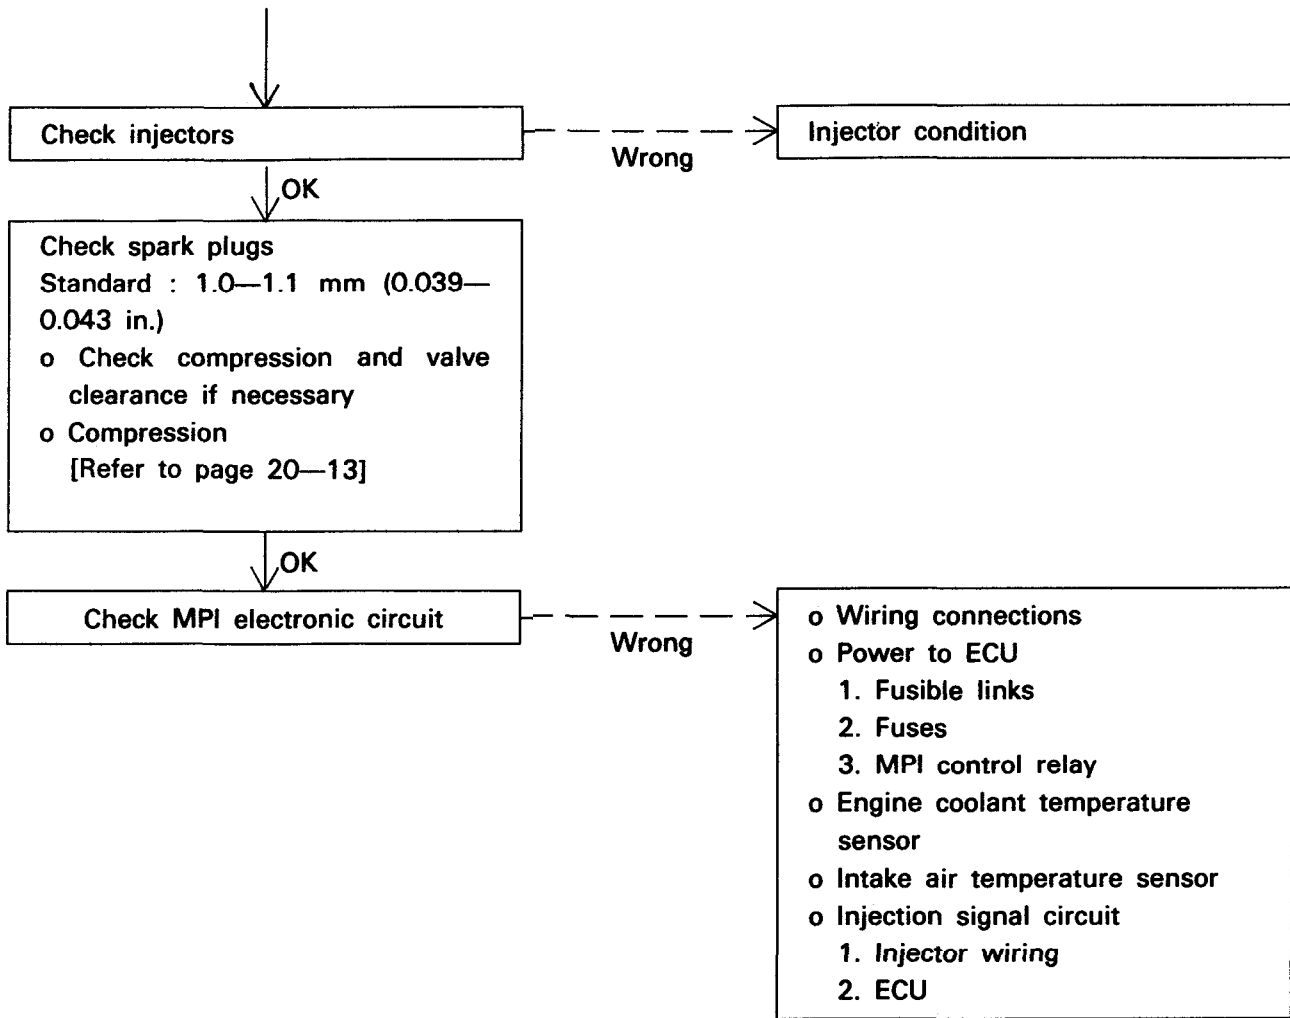 Check injectors
Wrong
Injector condition
OK
Check spark plugs
Standard : 1.0—1.1 mm (0.039—
0.043 in.)
o Check compression and valve
clearance if necessary
o Compression
[Refer to page 20—13]
OK
Check MPI electronic circuit
Wrong
o Wiring connections
o Power to ECU
1. Fusible links
2. Fuses
3. MPI control relay
o Engine coolant temperature
sensor
o Intake air temperature sensor
o Injection signal circuit
1. Injector wiring
2. ECU